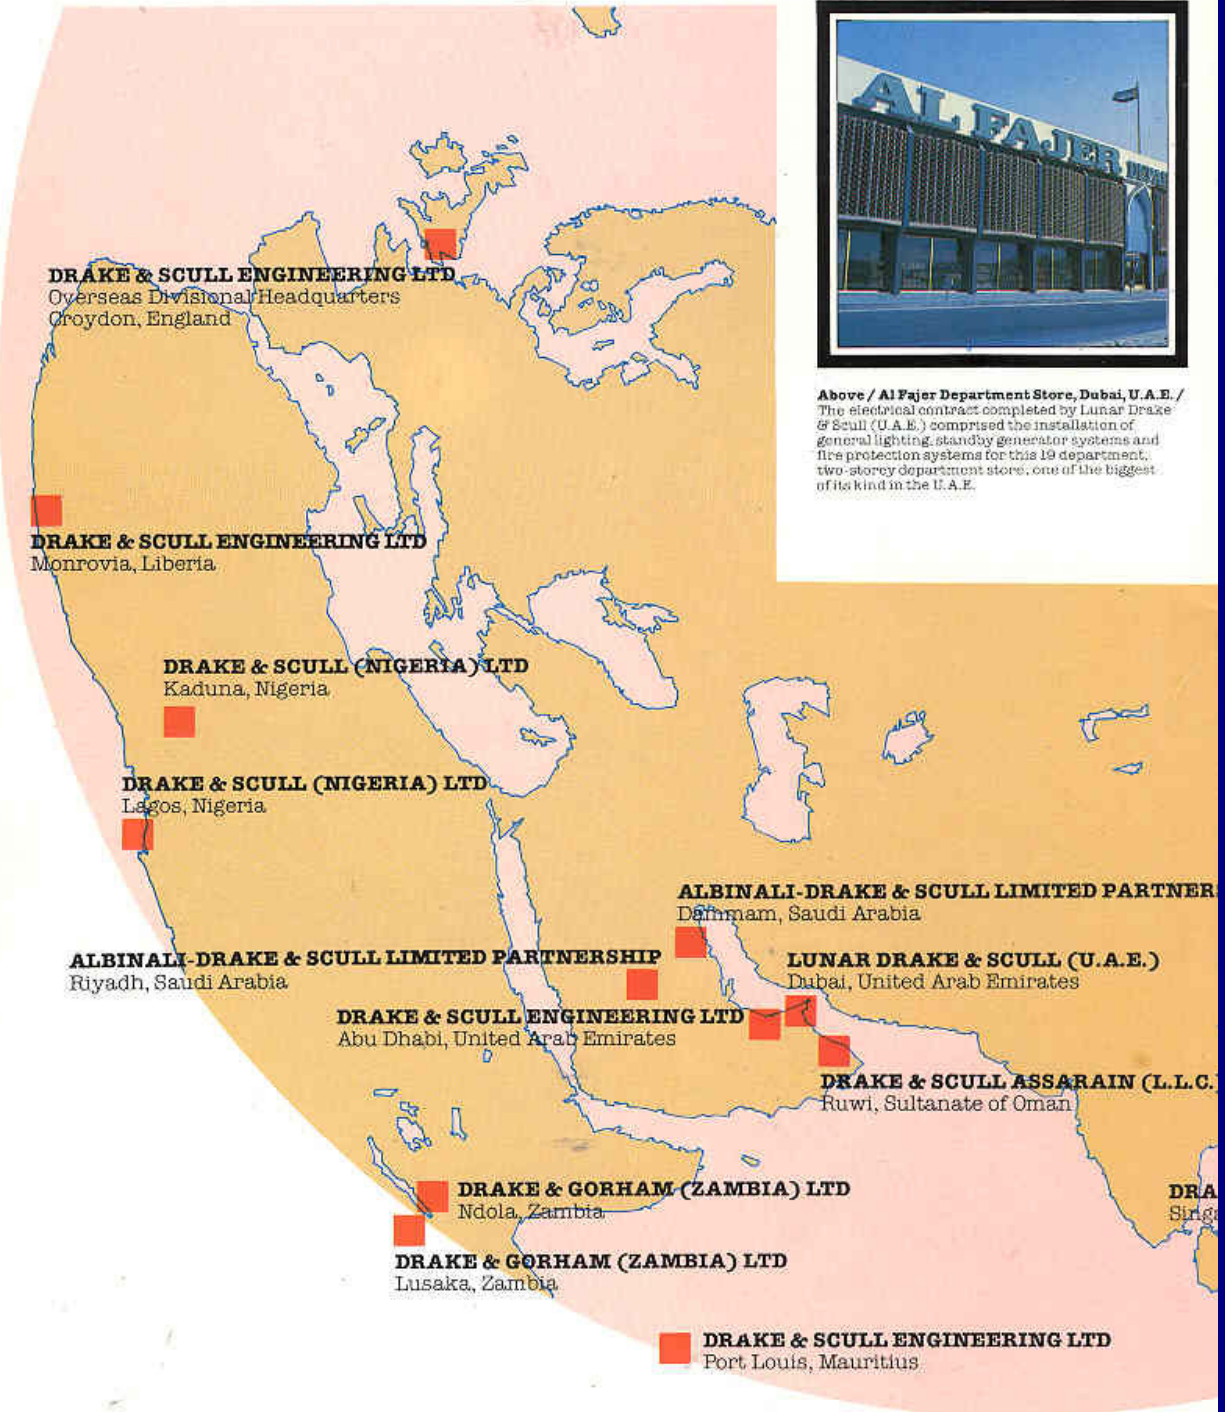 AL FAJER
Above / Al Fajer Department Store, Dubai, U.A.E. /
The electrical contract completed by Lunar Drake
& Scull (U.A.E.) comprised the installation of
general lighting, standby generator systems and
fire protection systems for this 19 department,
two-storey department store, one of the biggest
of its kind in the U.A.E.
DRAKE & SCULL ENGINEERING LTD
Overseas Divisional Headquarters
Croydon, England
DRAKE & SCULL ENGINEERING LTD
Monrovia, Liberia
DRAKE & SCULL (NIGERIA) LTD
Kaduna, Nigeria
DRAKE & SCULL (NIGERIA) LTD
Lagos, Nigeria
ALBINALI-DRAKE & SCULL LIMITED PARTNER
Dammam, Saudi Arabia
ALBINALI-DRAKE & SCULL LIMITED PARTNERSHIP
Riyadh, Saudi Arabia
LUNAR DRAKE & SCULL (U.A.E.)
Dubai, United Arab Emirates
DRAKE & SCULL ENGINEERING LTD
Abu Dhabi, United Arab Emirates
DRAKE & SCULL ASSARAIN (L.L.C.
Ruwi, Sultanate of Oman
DRAKE & GORHAM (ZAMBIA) LTD
Ndola, Zambia
DRA
Singa
DRAKE & GORHAM (ZAMBIA) LTD
Lusaka, Zambia
DRAKE & SCULL ENGINEERING LTD
Port Louis, Mauritius